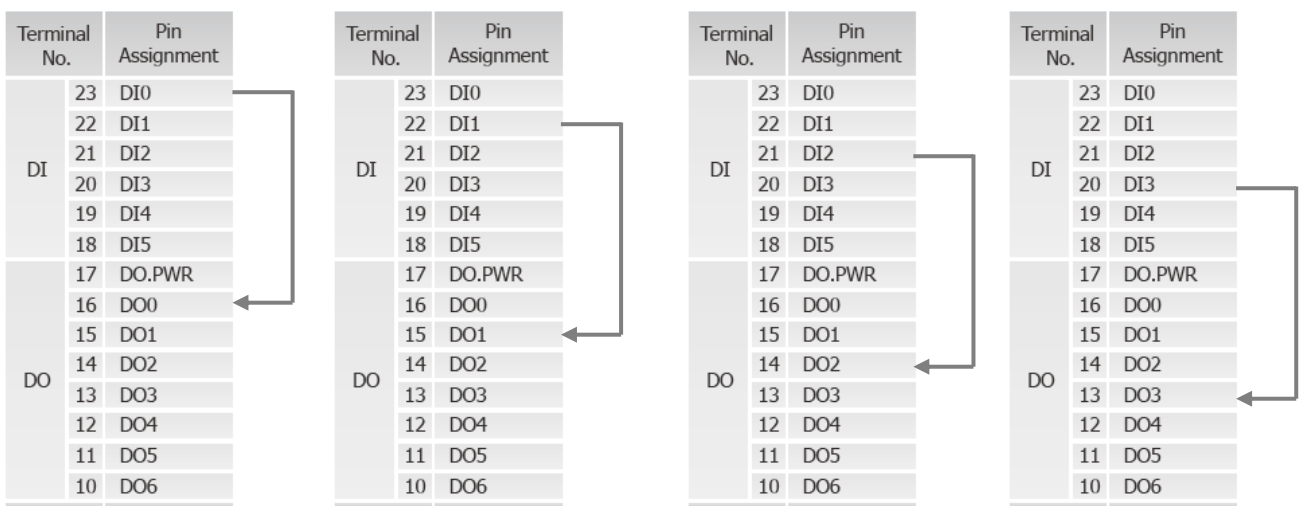 Terminal No. Pin Assignment
DI
23 DI0
22 DI1
21 DI2
20 DI3
19 DI4
18 DI5
DO
17 DO.PWR
16 DO0
15 DO1
14 DO2
13 DO3
12 DO4
11 DO5
10 DO6
Terminal No. Pin Assignment
DI
23 DI0
22 DI1
21 DI2
20 DI3
19 DI4
18 DI5
DO
17 DO.PWR
16 DO0
15 DO1
14 DO2
13 DO3
12 DO4
11 DO5
10 DO6
Terminal No. Pin Assignment
DI
23 DI0
22 DI1
21 DI2
20 DI3
19 DI4
18 DI5
DO
17 DO.PWR
16 DO0
15 DO1
14 DO2
13 DO3
12 DO4
11 DO5
10 DO6
Terminal No. Pin Assignment
DI
23 DI0
22 DI1
21 DI2
20 DI3
19 DI4
18 DI5
DO
17 DO.PWR
16 DO0
15 DO1
14 DO2
13 DO3
12 DO4
11 DO5
10 DO6